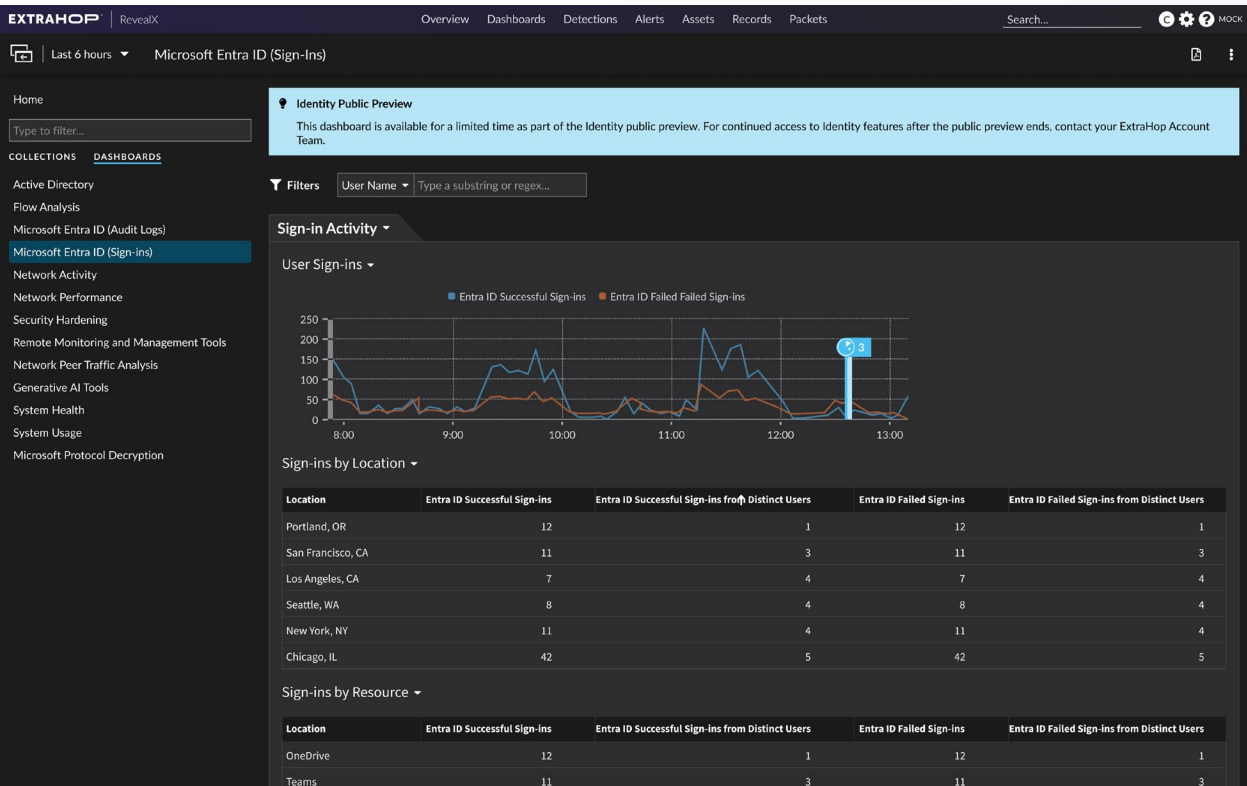 EXTRAHOP RevealX Overview Dashboards Detections Alerts Assets Records Packets Search... C ? MOCK
Last 6 hours Microsoft Entra ID (Sign-Ins)
Home
Type to filter...
COLLECTIONS DASHBOARDS
Active Directory
Flow Analysis
Microsoft Entra ID (Audit Logs)
Microsoft Entra ID (Sign-ins)
Network Activity
Network Performance
Security Hardening
Remote Monitoring and Management Tools
Network Peer Traffic Analysis
Generative AI Tools
System Health
System Usage
Microsoft Protocol Decryption
Identity Public Preview
This dashboard is available for a limited time as part of the Identity public preview. For continued access to Identity features after the public preview ends, contact your ExtraHop Account
Team.
Filters User Name Type a substring or regex...
Sign-in Activity
User Sign-ins
Entra ID Successful Sign-ins Entra ID Failed Failed Sign-ins
250
200
150
100
50
0
3
8:00 9:00 10:00 11:00 12:00 13:00
Sign-ins by Location
Location Entra ID Successful Sign-ins Entra ID Successful Sign-ins from Distinct Users Entra ID Failed Sign-ins Entra ID Failed Sign-ins from Distinct Users
Portland, OR 12 1 12 1
San Francisco, CA 11 3 11 3
Los Angeles, CA 7 4 7 4
Seattle, WA 8 4 8 4
New York, NY 11 4 11 4
Chicago, IL 42 5 42 5
Sign-ins by Resource
Location Entra ID Successful Sign-ins Entra ID Successful Sign-ins from Distinct Users Entra ID Failed Sign-ins Entra ID Failed Sign-ins from Distinct Users
OneDrive 12 1 12 1
Teams 11 3 11 3